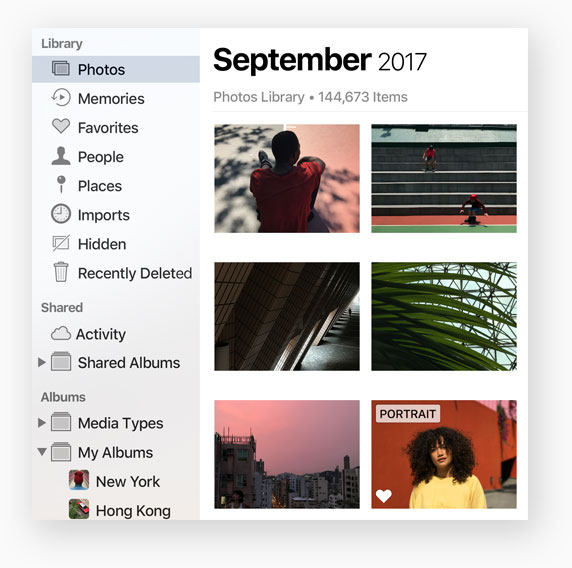 Library
Photos
Memories
Favorites
People
Places
Imports
Hidden
Recently Deleted
Shared
Activity
Shared Albums
Albums
Media Types
My Albums
New York
Hong Kong
September 2017
Photos Library • 144,673 Items
PORTRAIT